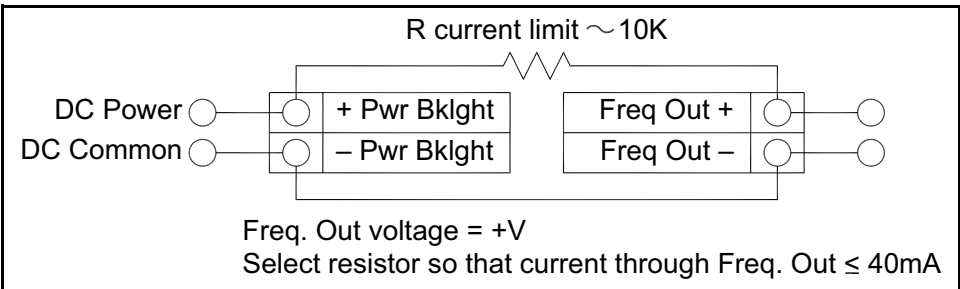 R current limit ~ 10K
DC Power
+ Pwr Bklght
Freq Out +
DC Common
– Pwr Bklght
Freq Out –
Freq. Out voltage = +V
Select resistor so that current through Freq. Out ≤ 40mA